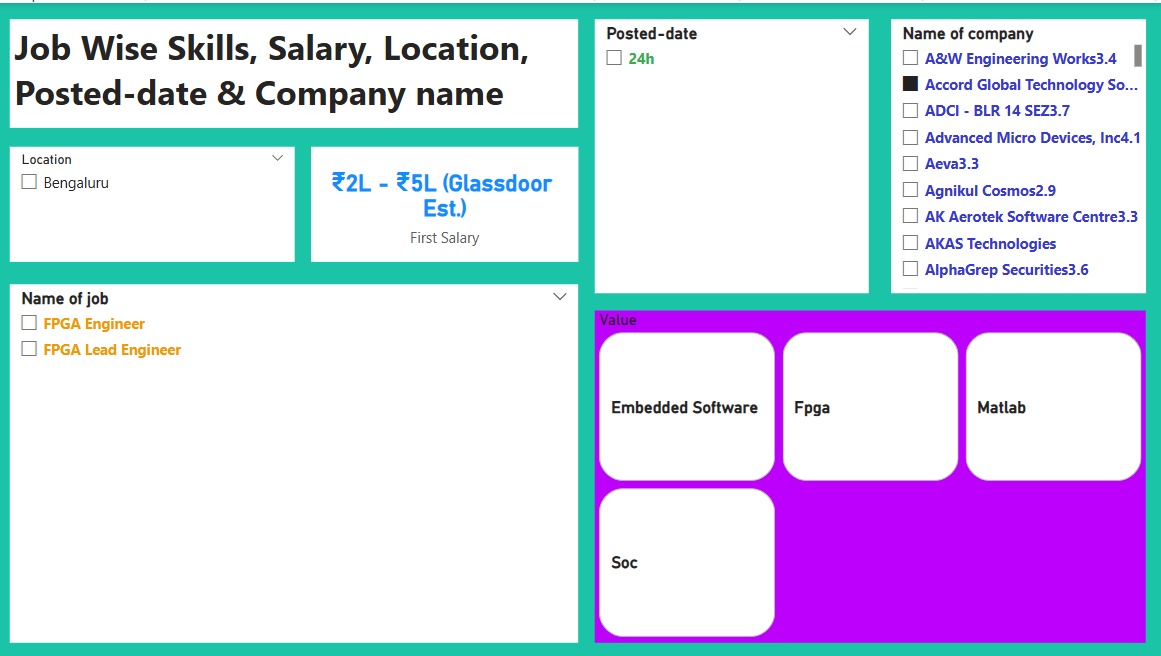 Job Wise Skills, Salary, Location,
Posted-date & Company name
Location
Bengaluru
₹2L - ₹5L (Glassdoor
Est.)
First Salary
Name of job
FPGA Engineer
FPGA Lead Engineer
Posted-date
24h
Name of company
A&W Engineering Works3.4
Accord Global Technology So...
ADCI - BLR 14 SEZ3.7
Advanced Micro Devices, Inc4.1
Aeva3.3
Agnikul Cosmos2.9
AK Aerotek Software Centre3.3
AKAS Technologies
AlphaGrep Securities3.6
Value
Embedded Software
Fpga
Matlab
Soc